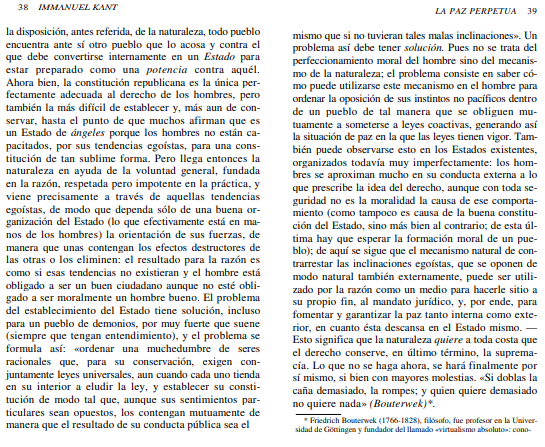 38 IMMANUEL KANT
la disposición, antes referida, de la naturaleza, todo pueblo
encuentra ante sí otro pueblo que lo acosa y contra el
que debe convertirse internamente en un Estado para
estar preparado como una potencia contra aquél.
Ahora bien, la constitución republicana es la única per-
fectamente adecuada al derecho de los hombres, pero
también la más difícil de establecer y, más aun de con-
servar, hasta el punto de que muchos afirman que es
un Estado de ángeles porque los hombres no están ca-
pacitados, por sus tendencias egoístas, para una cons-
titución de tan sublime forma. Pero llega entonces la
naturaleza en ayuda de la voluntad general, fundada
en la razón, respetada pero impotente en la práctica, y
viene precisamente a través de aquellas tendencias
egoístas, de modo que dependa sólo de una buena or-
ganización del Estado (lo que efectivamente está en ma-
nos de los hombres) la orientación de sus fuerzas, de
manera que unas contengan los efectos destructores de
las otras o los eliminen: el resultado para la razón es
como si esas tendencias no existieran y el hombre está
obligado a ser un buen ciudadano aunque no esté obli-
gado a ser moralmente un hombre bueno. El problema
del establecimiento del Estado tiene solución, incluso
para un pueblo de demonios, por muy fuerte que suene
(siempre que tengan entendimiento), y el problema se
formula así: «ordenar una muchedumbre de seres
racionales que, para su conservación, exigen con-
juntamente leyes universales, aun cuando cada uno tienda
en su interior a eludir la ley, y establecer su consti-
tución de modo tal que, aunque sus sentimientos par-
ticulares sean opuestos, los contengan mutuamente de
manera que el resultado de su conducta pública sea el
LA PAZ PERPETUA 39
mismo que si no tuvieran tales malas inclinaciones». Un
problema así debe tener solución. Pues no se trata del
perfeccionamiento moral del hombre sino del mecanis-
mo de la naturaleza; el problema consiste en saber có-
mo puede utilizarse este mecanismo en el hombre para
ordenar la oposición de sus instintos no pacíficos dentro
de un pueblo de tal manera que se obliguen mu-
tuamente a someterse a leyes coactivas, generando así
la situación de paz en la que las leyes tienen vigor. Tam-
bién puede observarse esto en los Estados existentes,
organizados todavía muy imperfectamente: los hom-
bres se aproximan mucho en su conducta externa a lo
que prescribe la idea del derecho, aunque con toda se-
guridad no es la moralidad la causa de ese comporta-
miento (como tampoco es causa de la buena constitu-
ción del Estado, sino más bien al contrario; de esta úl-
tima hay que esperar la formación moral de un pue-
blo); de aquí se sigue que el mecanismo natural de con-
trarrestar las inclinaciones egoístas, que se oponen de
modo natural también externamente, puede ser utili-
zado por la razón como un medio para hacerle sitio a
su propio fin, al mandato jurídico, y, por ende, para
fomentar y garantizar la paz tanto interna como exte-
rior, en cuanto ésta descansa en el Estado mismo. —
Esto significa que la naturaleza quiere a toda costa que
el derecho conserve, en último término, la suprema-
cía. Lo que no se haga ahora, se hará finalmente por
sí mismo, si bien con mayores molestias. «Si doblas la
caña demasiado, la rompes; y quien quiere demasiado
no quiere nada» (Bouterwek)*.
* Friedrich Bouterwek (1766-1828), filósofo, fue profesor en la Univer-
sidad de Göttingen y fundador del llamado «virtualismo absoluto»: cono-